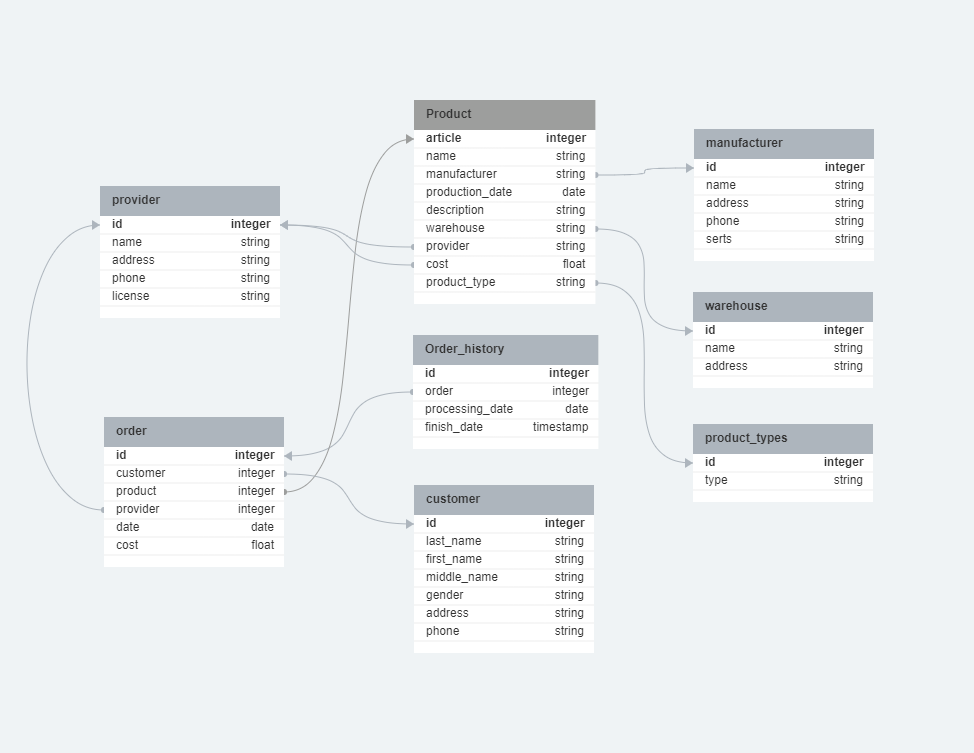 Product
article integer
name string
manufacturer string
production_date date
description string
warehouse string
provider string
cost float
product_type string
manufacturer
id integer
name string
address string
phone string
serts string
provider
id integer
name string
address string
phone string
license string
warehouse
id integer
name string
address string
Order_history
id integer
order integer
processing_date date
finish_date timestamp
order
id integer
customer integer
product integer
provider integer
date date
cost float
product_types
id integer
type string
customer
id integer
last_name string
first_name string
middle_name string
gender string
address string
phone string